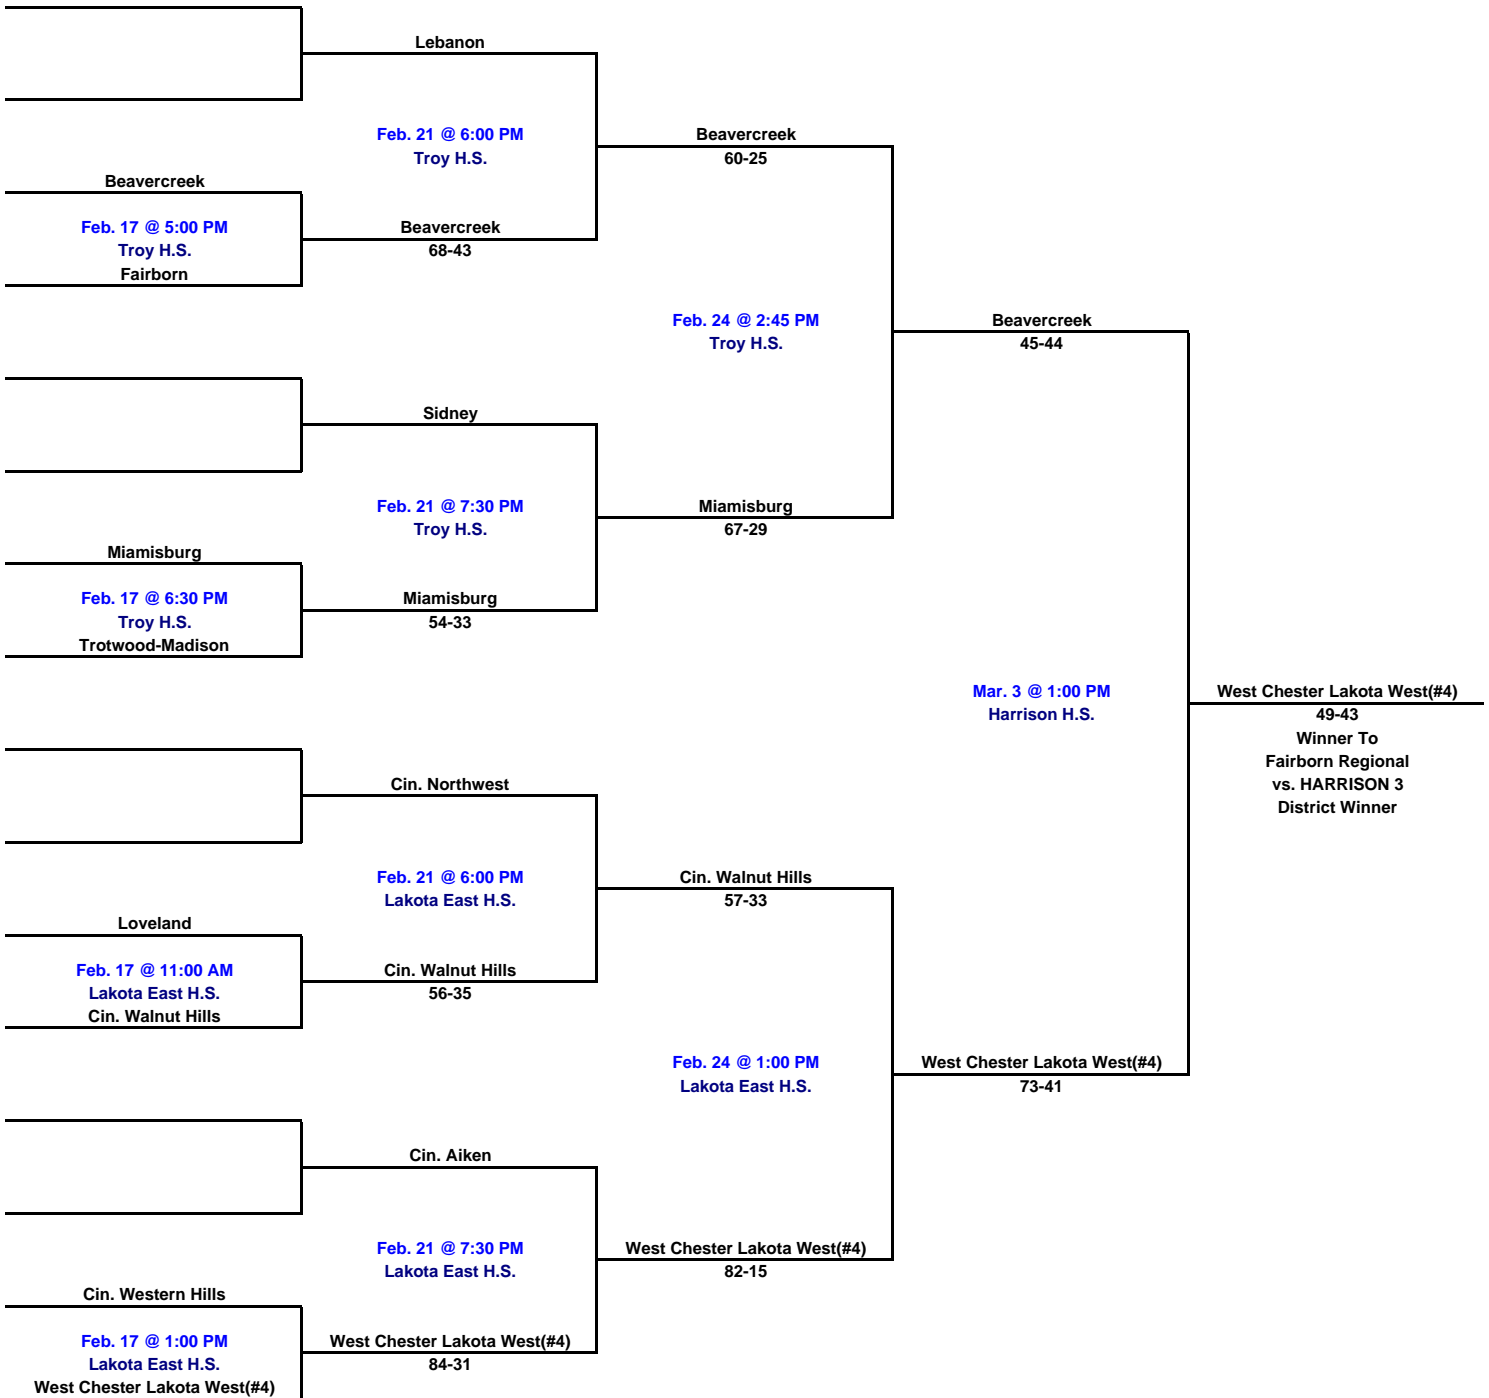 Lebanon
Feb. 21 @ 6:00 PM
Troy H.S.
Beavercreek
60-25
Beavercreek
Feb. 17 @ 5:00 PM
Troy H.S.
Fairborn
Beavercreek
68-43
Feb. 24 @ 2:45 PM
Troy H.S.
Beavercreek
45-44
Sidney
Feb. 21 @ 7:30 PM
Troy H.S.
Miamisburg
67-29
Miamisburg
Feb. 17 @ 6:30 PM
Troy H.S.
Trotwood-Madison
Miamisburg
54-33
Mar. 3 @ 1:00 PM
Harrison H.S.
West Chester Lakota West(#4)
49-43
Winner To
Fairborn Regional
vs. HARRISON 3
District Winner
Cin. Northwest
Feb. 21 @ 6:00 PM
Lakota East H.S.
Cin. Walnut Hills
57-33
Loveland
Feb. 17 @ 11:00 AM
Lakota East H.S.
Cin. Walnut Hills
Cin. Walnut Hills
56-35
Feb. 24 @ 1:00 PM
Lakota East H.S.
West Chester Lakota West(#4)
73-41
Cin. Aiken
Feb. 21 @ 7:30 PM
Lakota East H.S.
West Chester Lakota West(#4)
82-15
Cin. Western Hills
Feb. 17 @ 1:00 PM
Lakota East H.S.
West Chester Lakota West(#4)
West Chester Lakota West(#4)
84-31